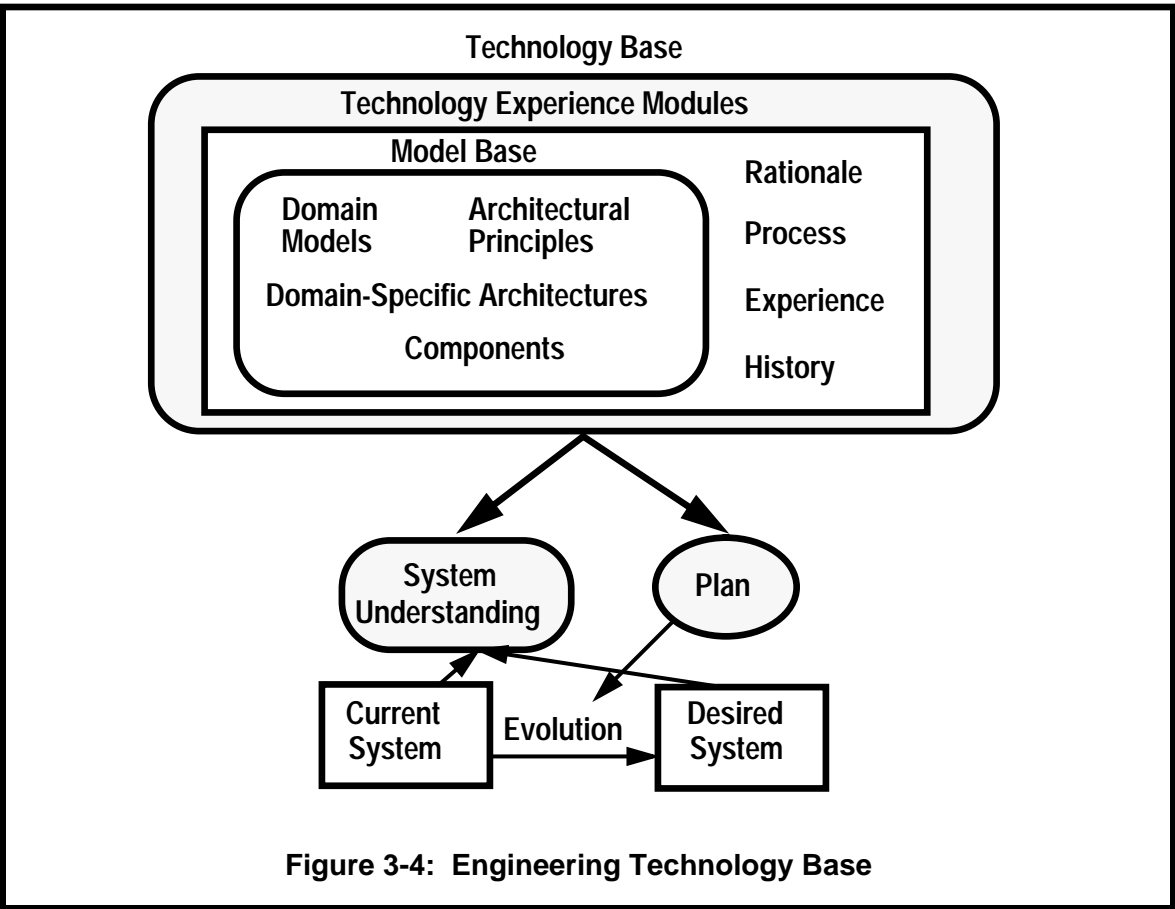 Technology Base
Technology Experience Modules
Model Base
Domain
Models
Architectural
Principles
Domain-Specific Architectures
Components
Rationale
Process
Experience
History
System
Understanding
Plan
Current
System
Evolution
Desired
System
Figure 3-4:  Engineering Technology Base